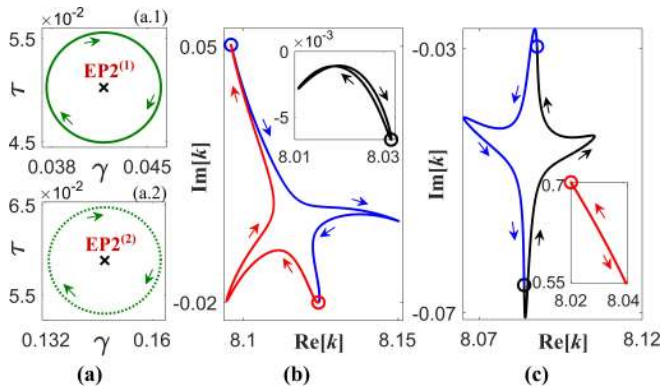 ×10⁻²
(a.1)
5.5
EP2⁽¹⁾
τ
4.5
0.038
γ
0.045
×10⁻²
(a.2)
6.5
EP2⁽²⁾
τ
5.5
0.132
γ
0.16
(a)
0.05
Im[k]
-0.02
8.1
Re[k]
8.15
×10⁻³
0
-5
8.01
8.03
(b)
-0.03
Im[k]
-0.07
8.07
Re[k]
8.12
0.7
0.55
8.02
8.04
(c)